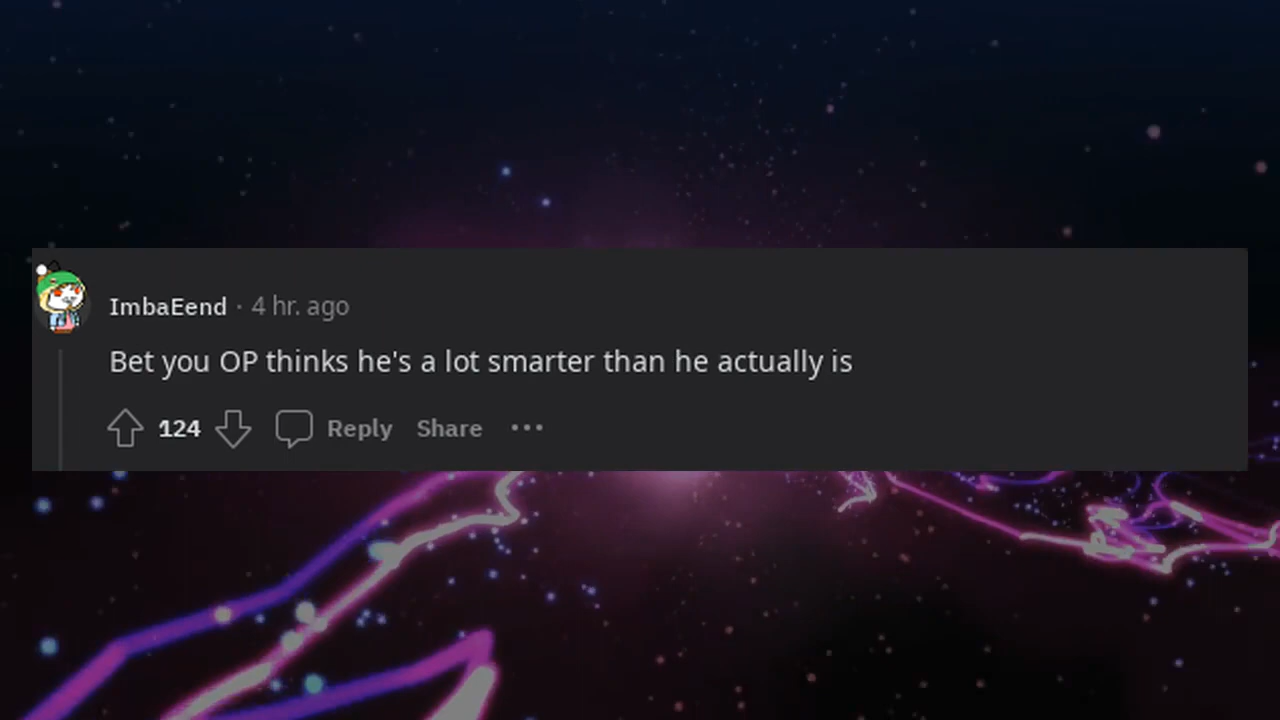 ImbaEend · 4 hr. ago
Bet you OP thinks he's a lot smarter than he actually is
124 Reply Share •••